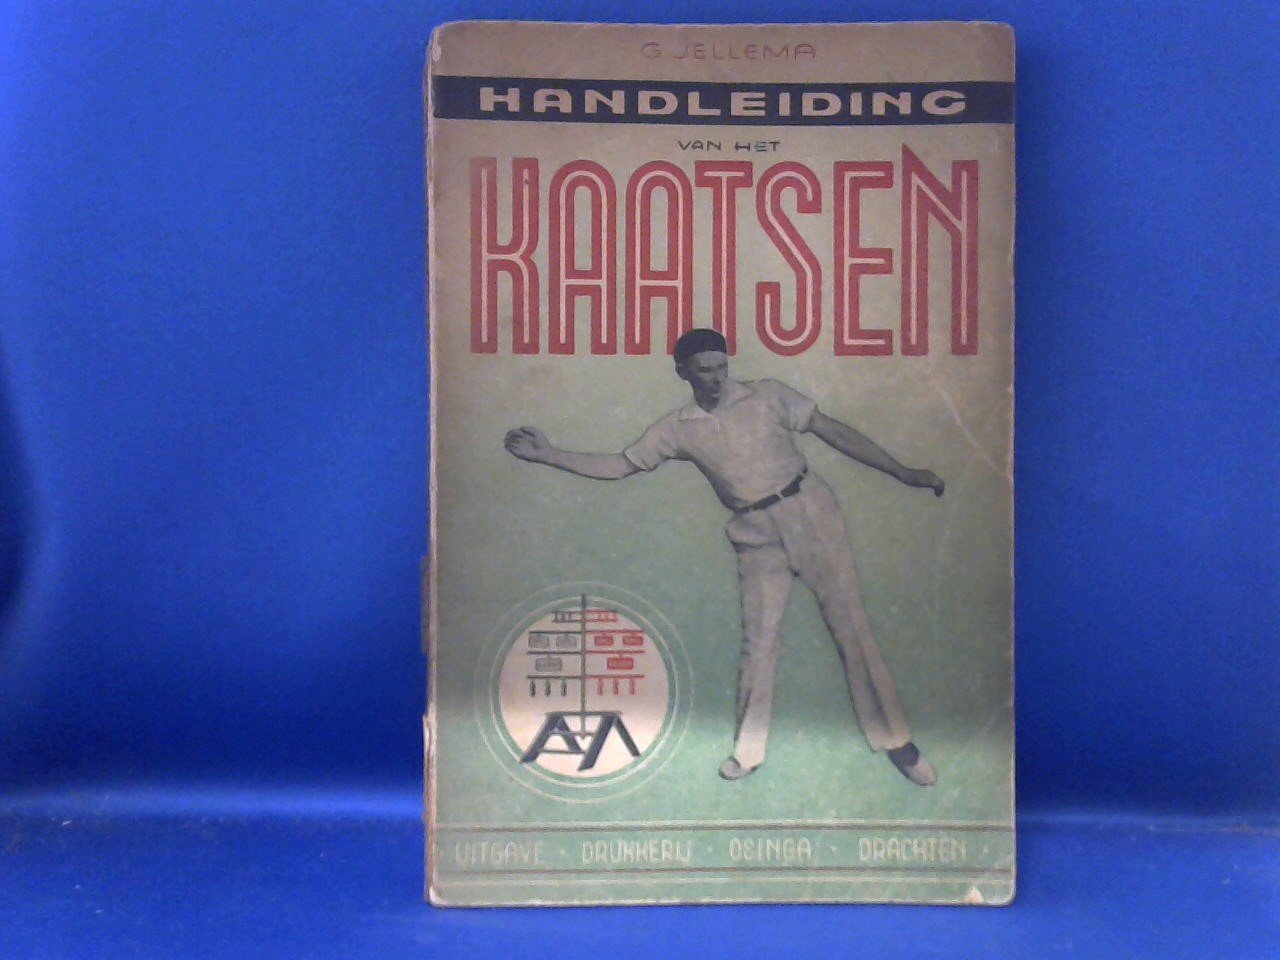 G JELLEMA
HANDLEIDING
VAN HET
KAATSEN
UITGAVE · DRUKKERIJ · OSINGA · DRACHTEN ·